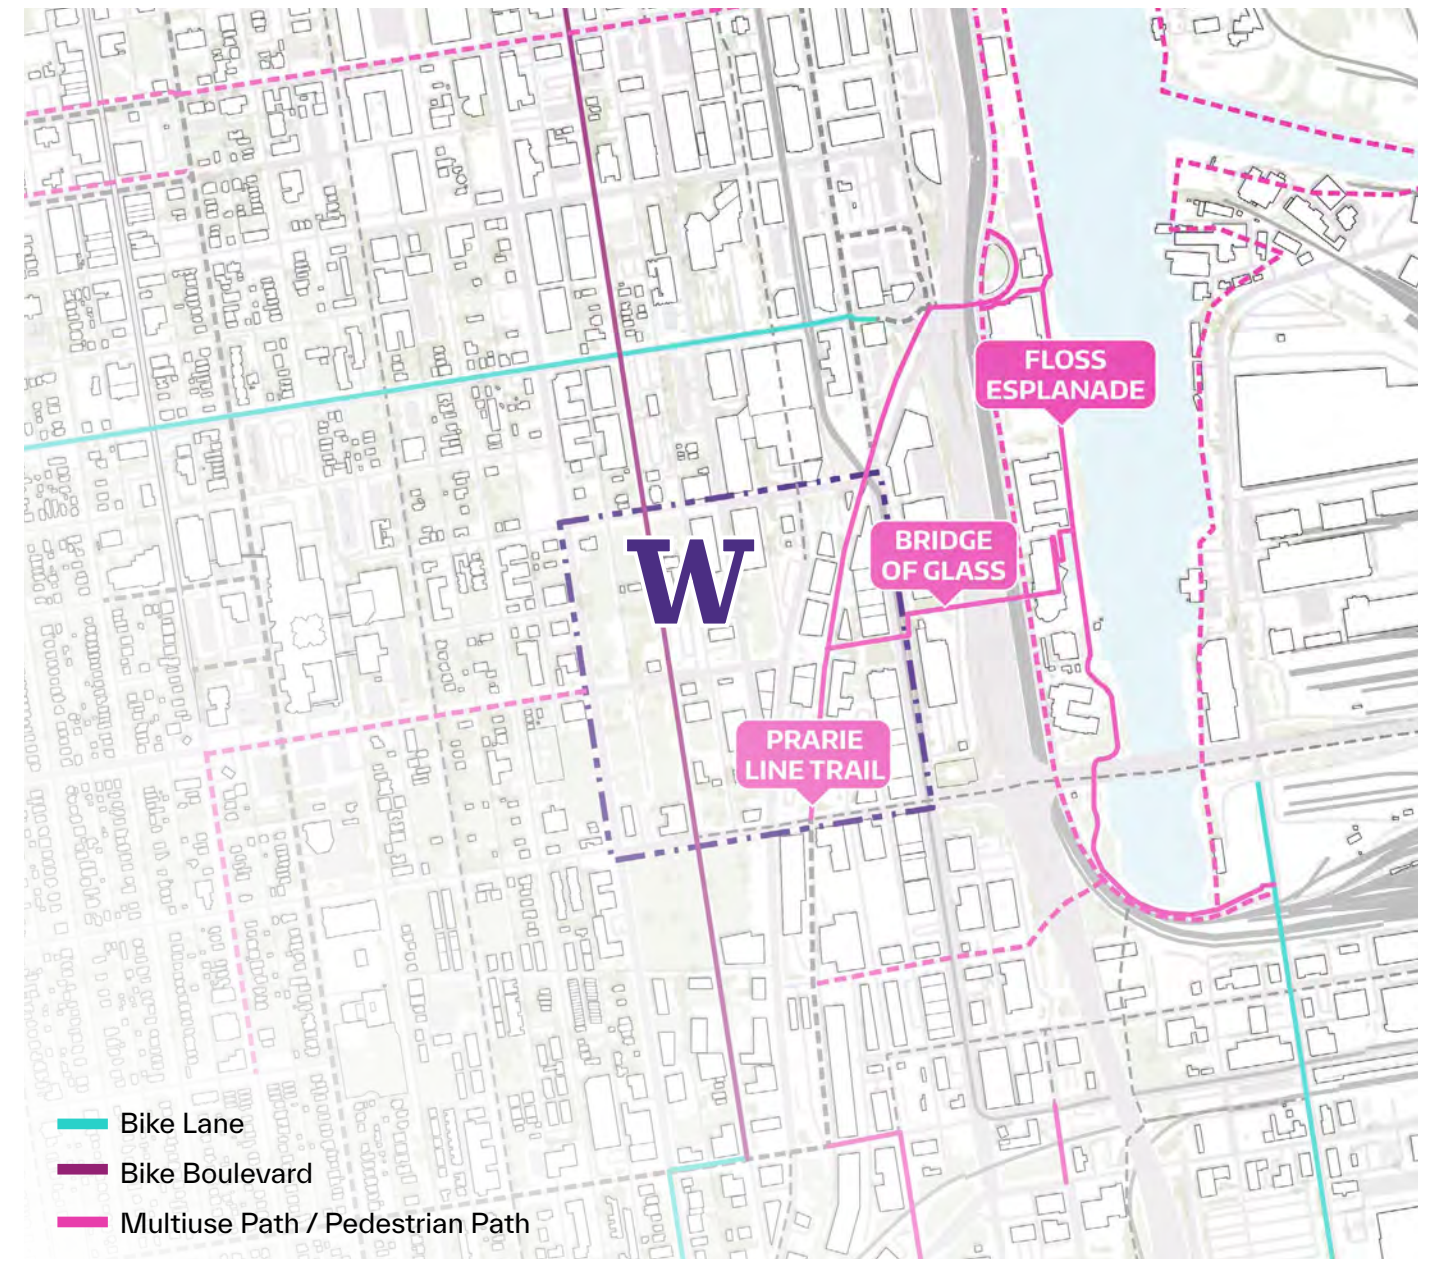 FLOSS
ESPLANADE
BRIDGE
OF GLASS
W
PRARIE
LINE TRAIL
Bike Lane
Bike Boulevard
Multiuse Path / Pedestrian Path